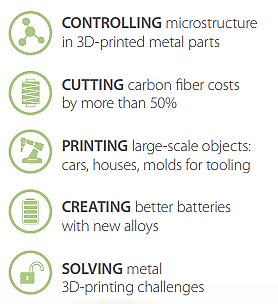 CONTROLLING microstructure
in 3D-printed metal parts
CUTTING carbon fiber costs
by more than 50%
PRINTING large-scale objects:
cars, houses, molds for tooling
CREATING better batteries
with new alloys
SOLVING metal
3D-printing challenges